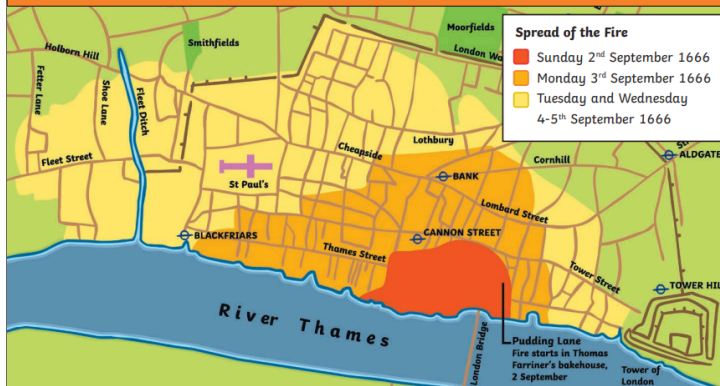 Moorfields
Smithfields
London Wa
Holborn Hill
Fetter Lane
Shoe Lane
Fleet Ditch
Fleet Street
St Paul's
Cheapside
Lothbury
Cornhill
ALDGATE
BANK
Lombard Street
BLACKFRIARS
CANNON STREET
Thames Street
Tower Street
TOWER HIL
River Thames
London Bridge
Pudding Lane
Fire starts in Thomas
Farriner's bakehouse,
2 September
Tower of
London
Spread of the Fire
Sunday 2nd September 1666
Monday 3rd September 1666
Tuesday and Wednesday
4-5th September 1666